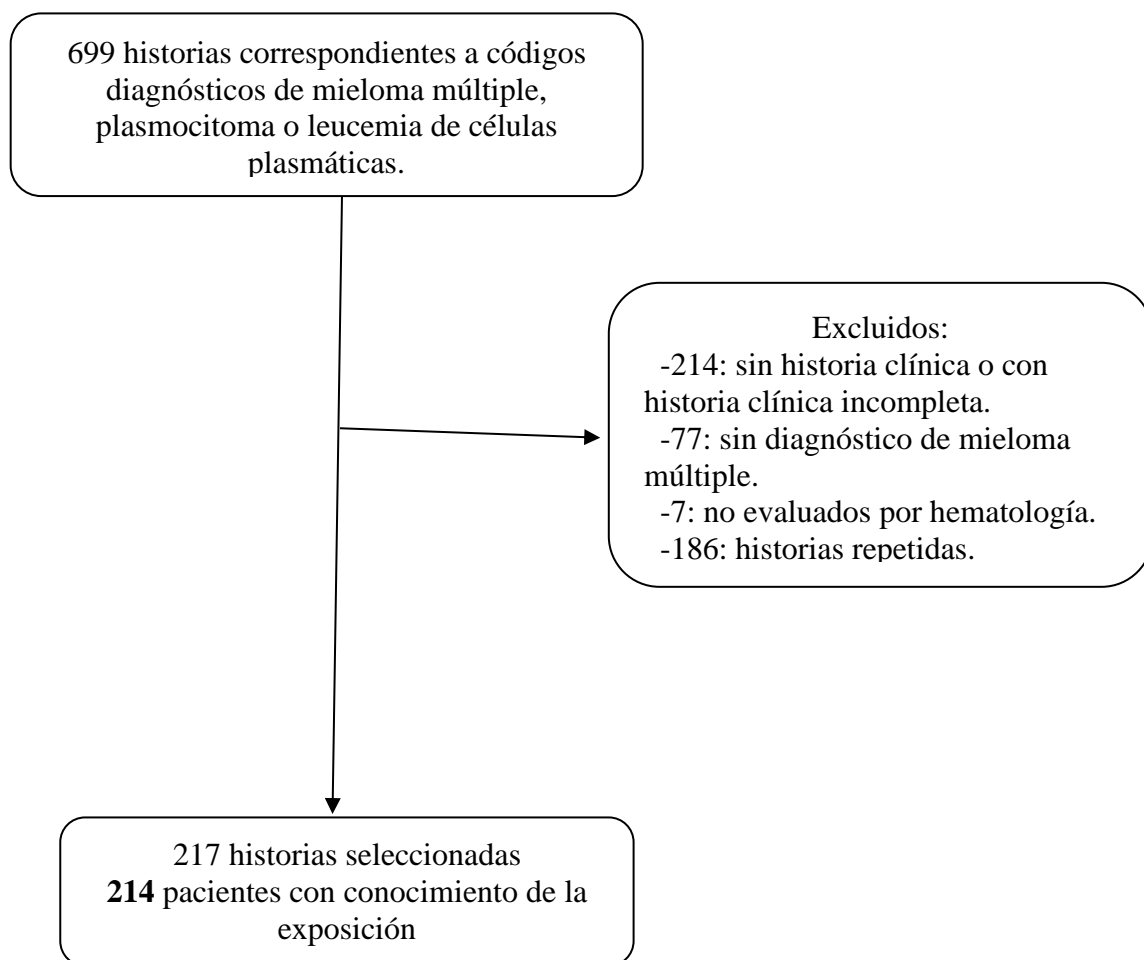 699 historias correspondientes a códigos
diagnósticos de mieloma múltiple,
plasmocitoma o leucemia de células
plasmáticas.
Excluidos:
-214: sin historia clínica o con
historia clínica incompleta.
-77: sin diagnóstico de mieloma
múltiple.
-7: no evaluados por hematología.
-186: historias repetidas.
217 historias seleccionadas
214 pacientes con conocimiento de la
exposición